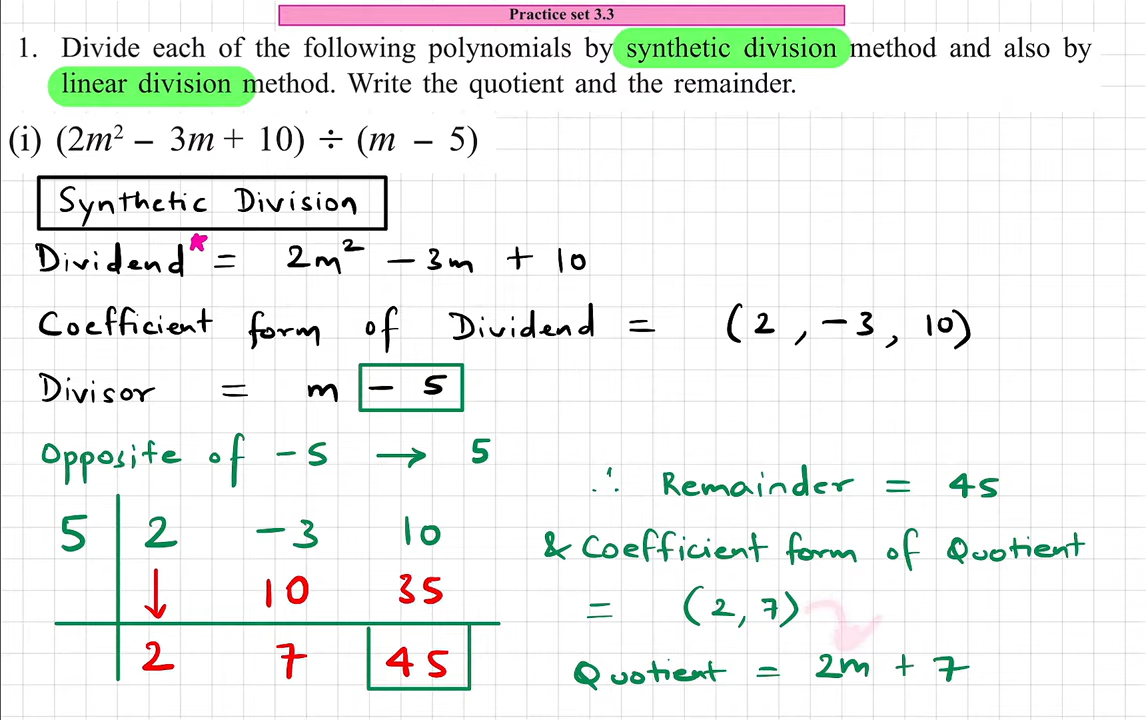 Practice set 3.3
1. Divide each of the following polynomials by synthetic division method and also by
linear division method. Write the quotient and the remainder.
(i) (2m² – 3m + 10) ÷ (m – 5)
Synthetic Division
Dividend* = 2m² – 3m + 10
Coefficient form of Dividend = (2, –3, 10)
Divisor = m – 5
Opposite of –5 → 5
5 | 2 –3 10
↓ 10 35
2 7 45
∴ Remainder = 45
& Coefficient form of Quotient
= (2, 7)
Quotient = 2m + 7